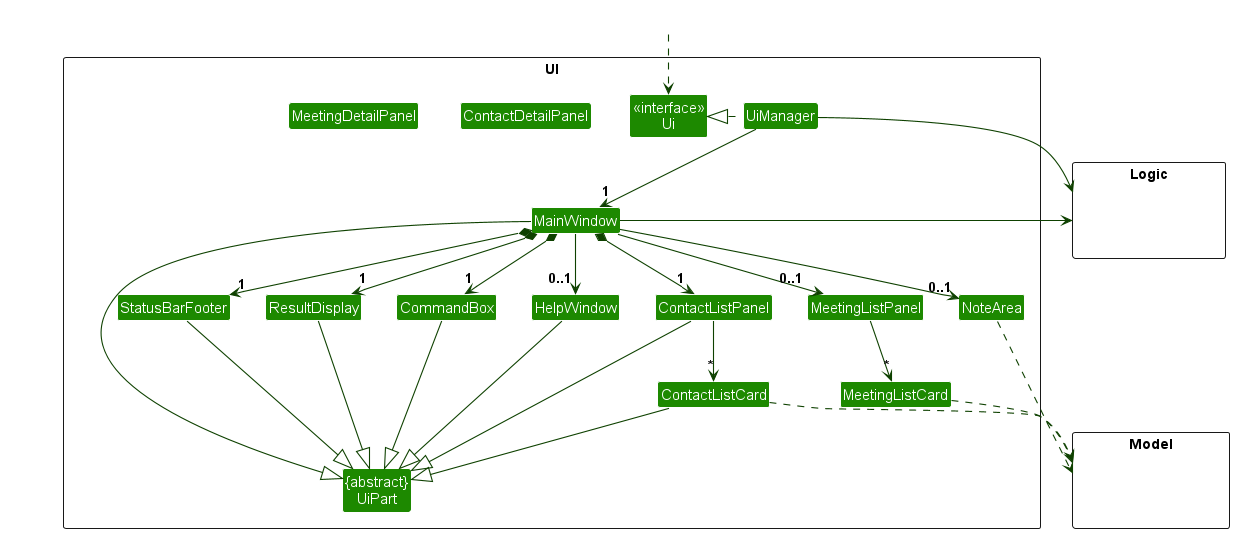 UI
MeetingDetailPanel
ContactDetailPanel
«interface»
Ui
UiManager
Logic
1
MainWindow
1
1
1
0..1
1
0..1
0..1
StatusBarFooter
ResultDisplay
CommandBox
HelpWindow
ContactListPanel
MeetingListPanel
NoteArea
*
*
ContactListCard
MeetingListCard
Model
{abstract}
UiPart